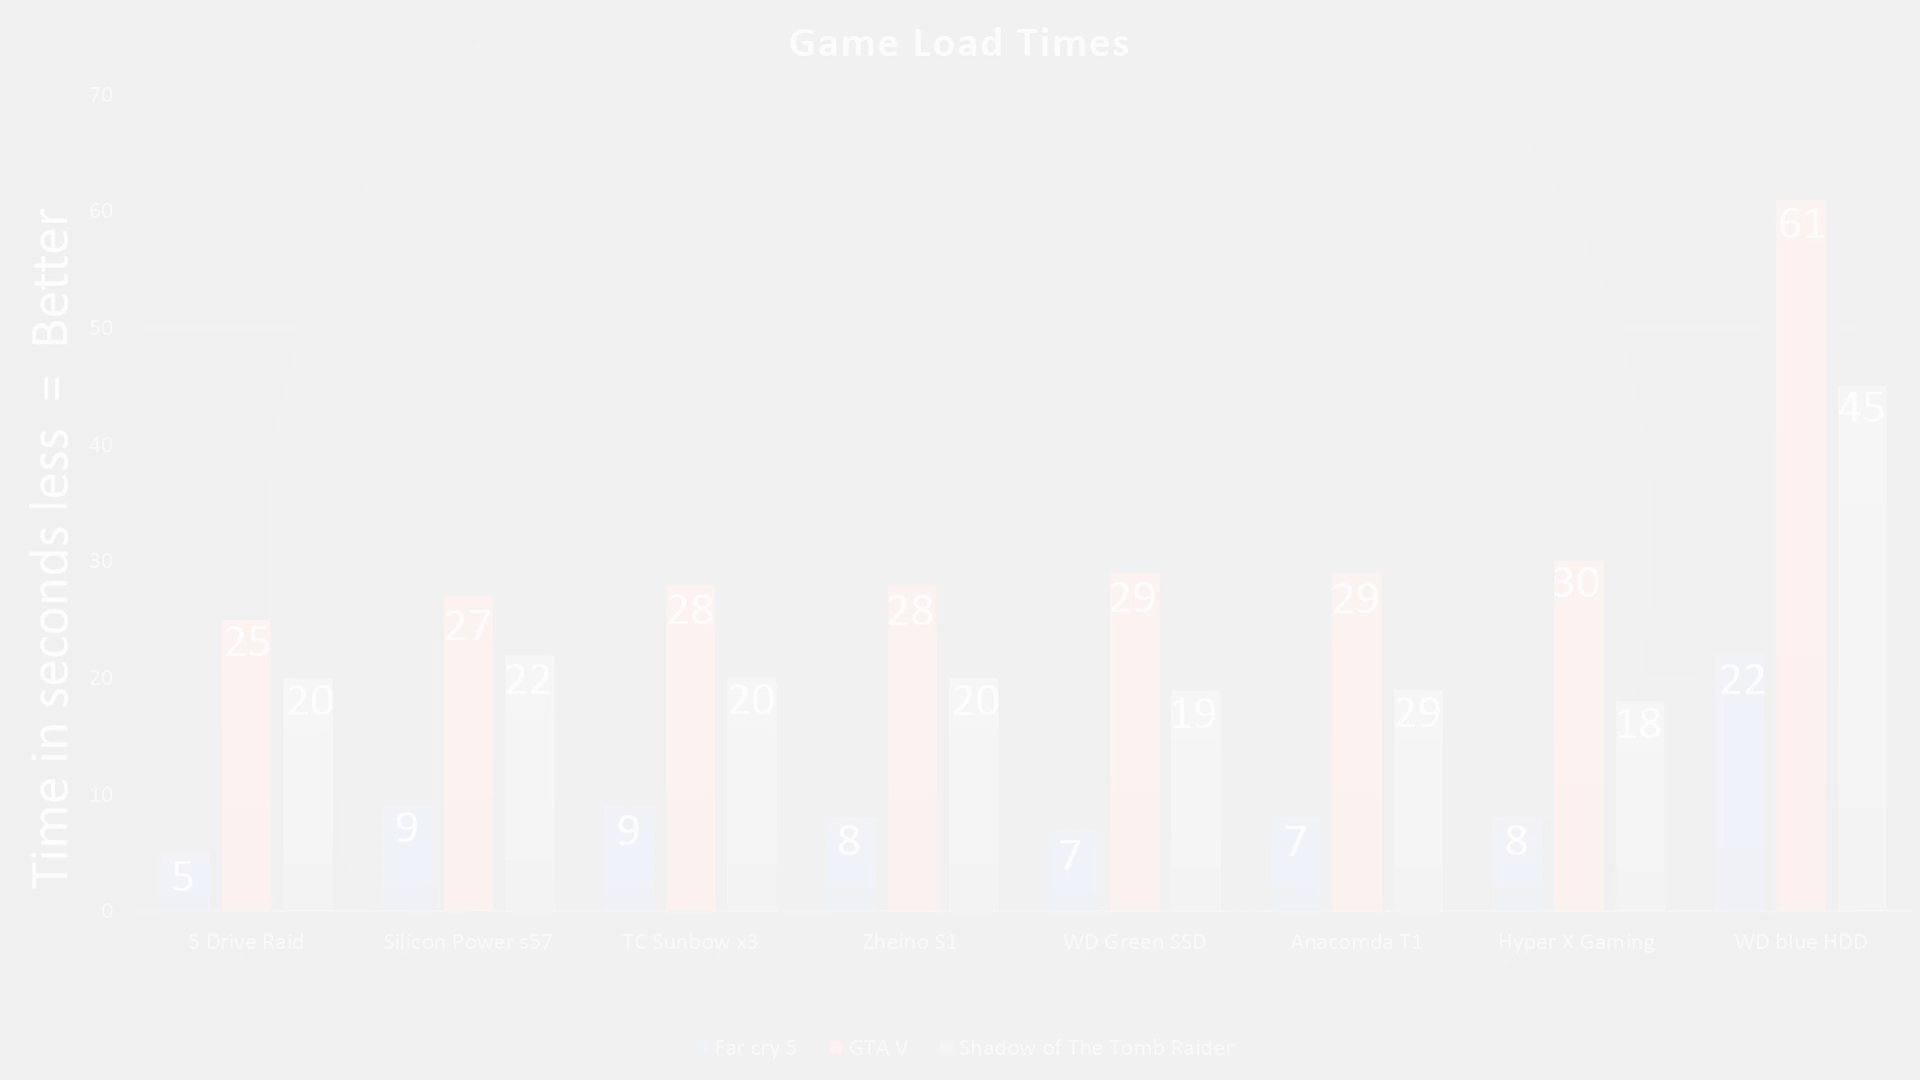 Game Load Times
Time in seconds less = Better
70
60
50
40
30
20
10
0
5 25 20
9 27 22
9 28 20
8 28 20
7 29 19
7 29 29
8 30 18
22 61 45
5 Drive Raid
Silicon Power s57
TC Sunbow x3
Zheino S1
WD Green SSD
Anacomda T1
Hyper X Gaming
WD blue HDD
Far cry 5 GTA V Shadow of The Tomb Raider